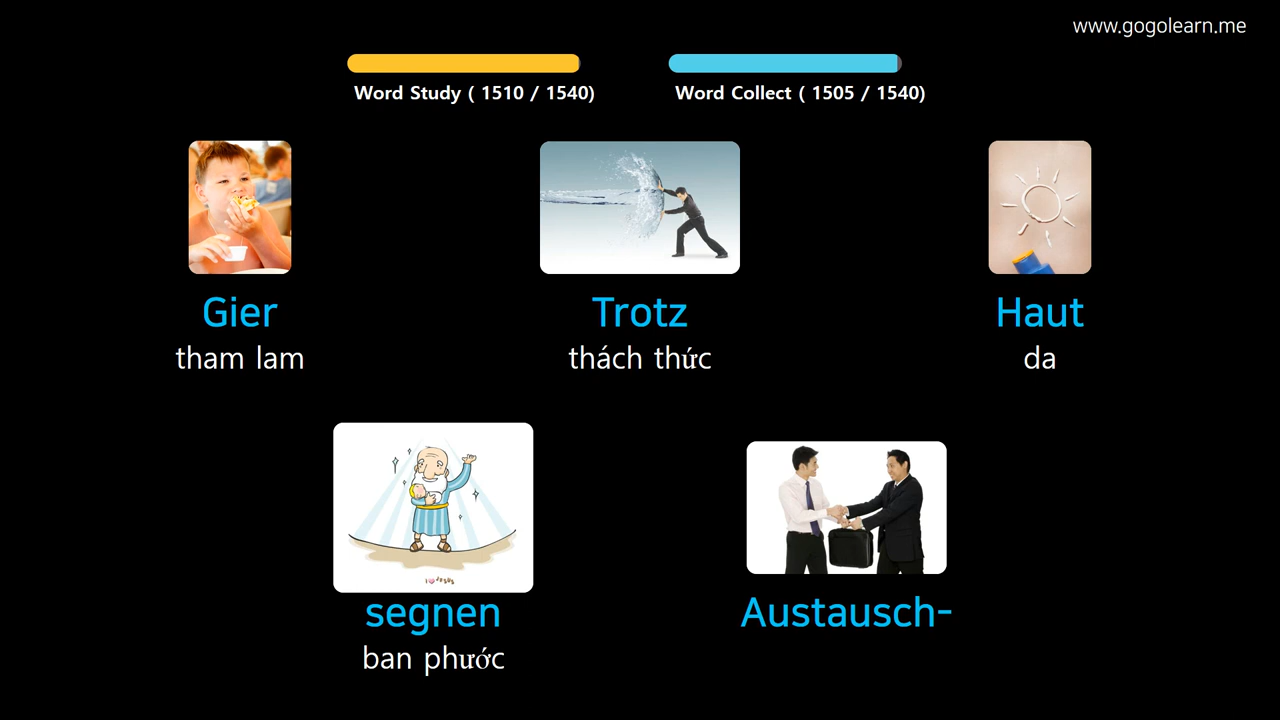 www.gogolearn.me
Word Study ( 1510 / 1540)
Word Collect ( 1505 / 1540)
Gier
tham lam
Trotz
thách thức
Haut
da
I ❤ JESUS
segnen
ban phước
Austausch-